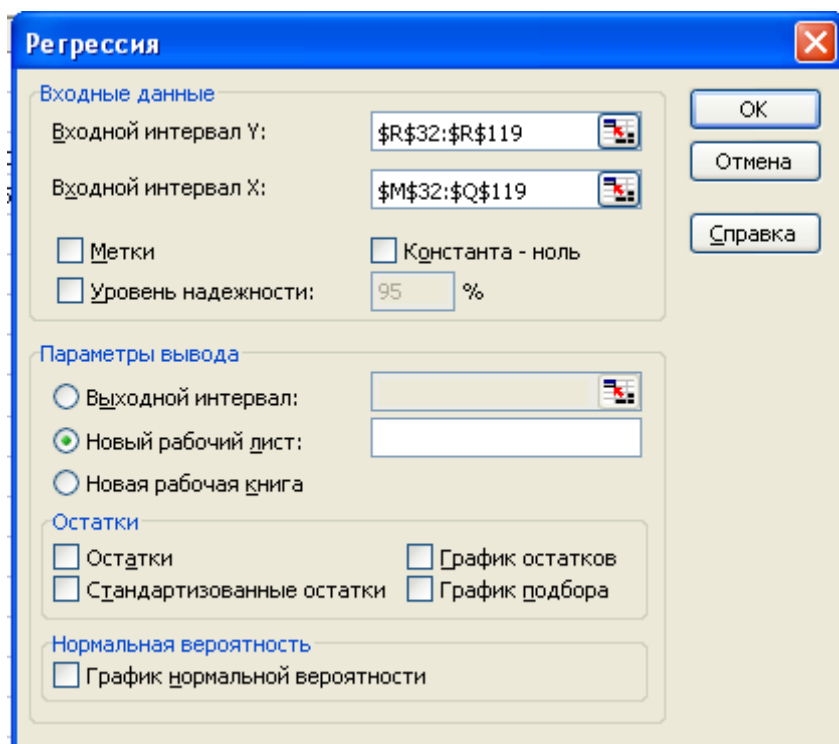 Регрессия
Входные данные
Входной интервал Y: $R$32:$R$119
Входной интервал X: $M$32:$Q$119
Метки Константа - ноль
Уровень надежности: 95 %
OK
Отмена
Справка
Параметры вывода
Выходной интервал:
Новый рабочий лист:
Новая рабочая книга
Остатки
Остатки График остатков
Стандартизованные остатки График подбора
Нормальная вероятность
График нормальной вероятности